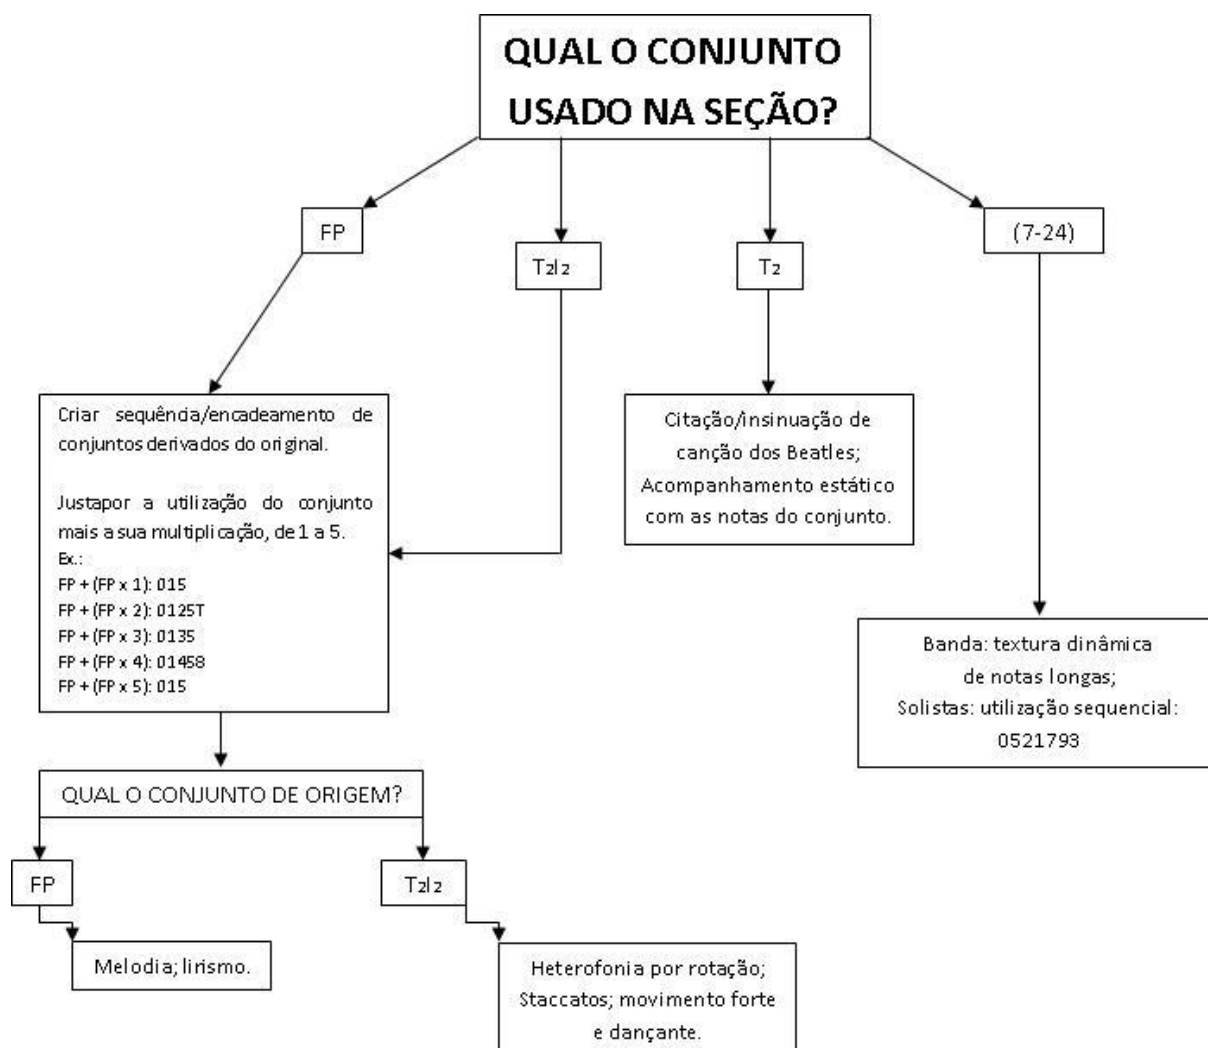 QUAL O CONJUNTO
USADO NA SEÇÃO?
FP
T₂I₂
T₂
(7-24)
Criar sequência/encadeamento de
conjuntos derivados do original.
Justapor a utilização do conjunto
mais a sua multiplicação, de 1 a 5.
Ex.:
FP + (FP x 1): 015
FP + (FP x 2): 0125T
FP + (FP x 3): 0135
FP + (FP x 4): 01458
FP + (FP x 5): 015
Citação/insinuação de
canção dos Beatles;
Acompanhamento estático
com as notas do conjunto.
Banda: textura dinâmica
de notas longas;
Solistas: utilização sequencial:
0521793
QUAL O CONJUNTO DE ORIGEM?
FP
T₂I₂
Melodia; lirismo.
Heterofonia por rotação;
Staccatos; movimento forte
e dançante.